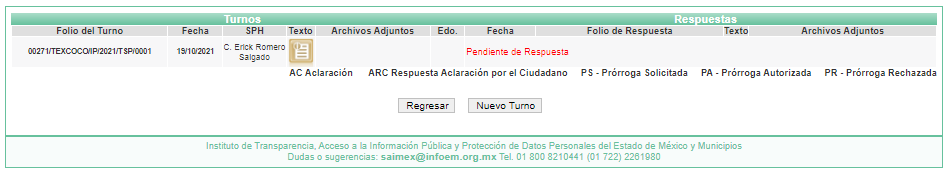 Turnos Respuestas
Folio del Turno Fecha SPH Texto Archivos Adjuntos Edo. Fecha Folio de Respuesta Texto Archivos Adjuntos
00271/TEXCOCO/IP/2021/TSP/0001 19/10/2021 C. Erick Romero Salgado Pendiente de Respuesta
AC Aclaración ARC Respuesta Aclaración por el Ciudadano PS - Prórroga Solicitada PA - Prórroga Autorizada PR - Prórroga Rechazada
Regresar Nuevo Turno
Instituto de Transparencia, Acceso a la Información Pública y Protección de Datos Personales del Estado de México y Municipios
Dudas o sugerencias: saimex@infoem.org.mx Tel. 01 800 8210441 (01 722) 2261980